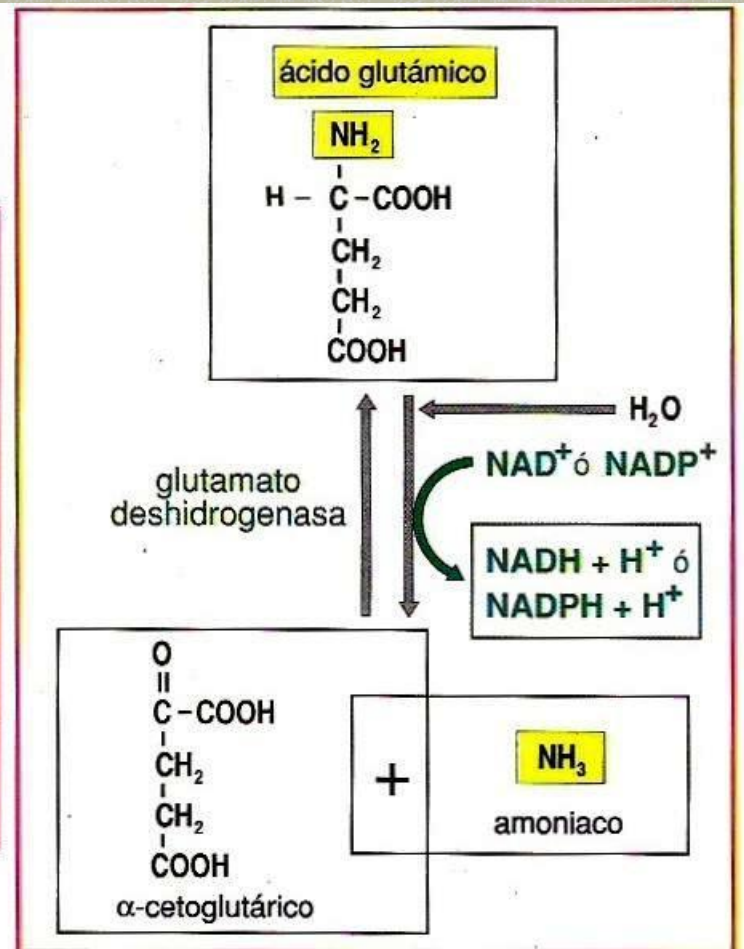 ácido glutámico
NH₂
H – C – COOH
CH₂
CH₂
COOH
H₂O
NAD⁺ ó NADP⁺
glutamato
deshidrogenasa
NADH + H⁺ ó
NADPH + H⁺
O
C – COOH
CH₂
CH₂
COOH
α-cetoglutárico
+
NH₃
amoniaco